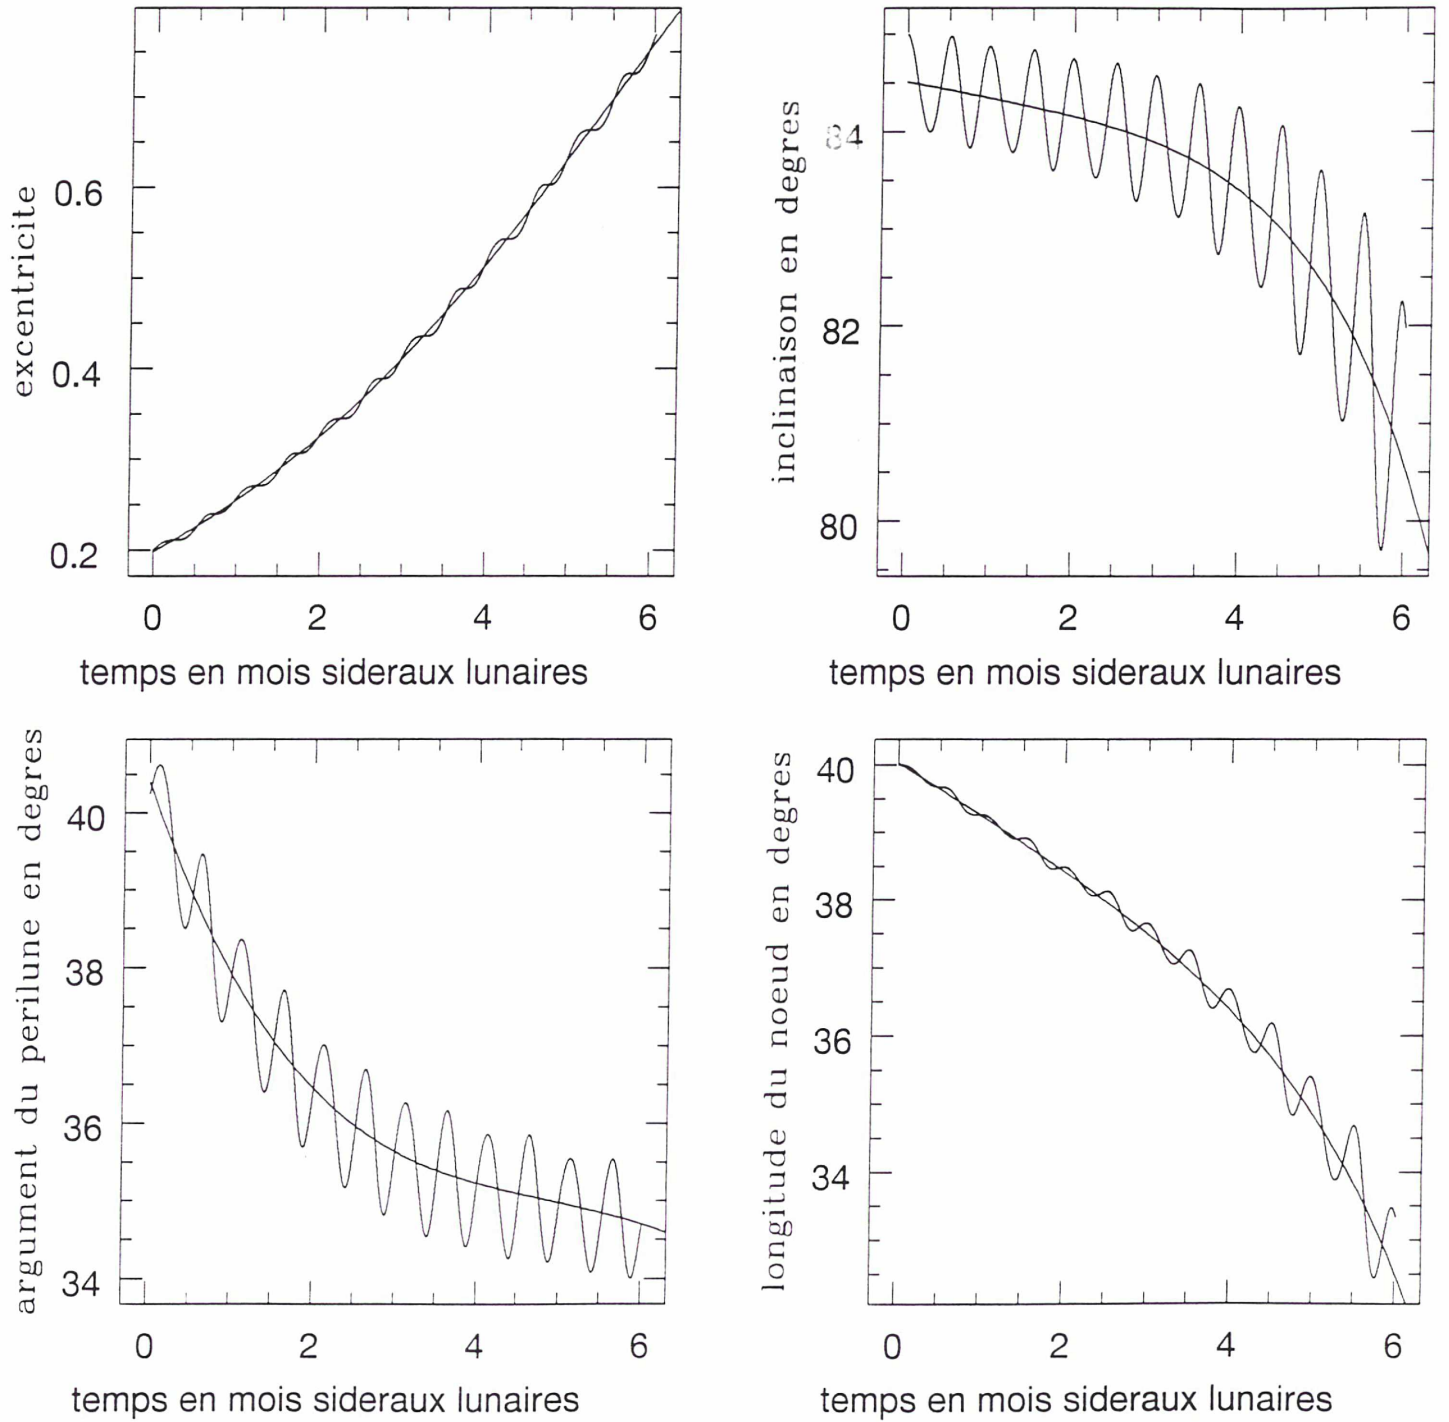 excentricite
0.6
0.4
0.2
0 2 4 6
temps en mois sideraux lunaires
inclinaison en degres
84
82
80
0 2 4 6
temps en mois sideraux lunaires
argument du perilune en degres
40
38
36
34
0 2 4 6
temps en mois sideraux lunaires
longitude du noeud en degres
40
38
36
34
0 2 4 6
temps en mois sideraux lunaires